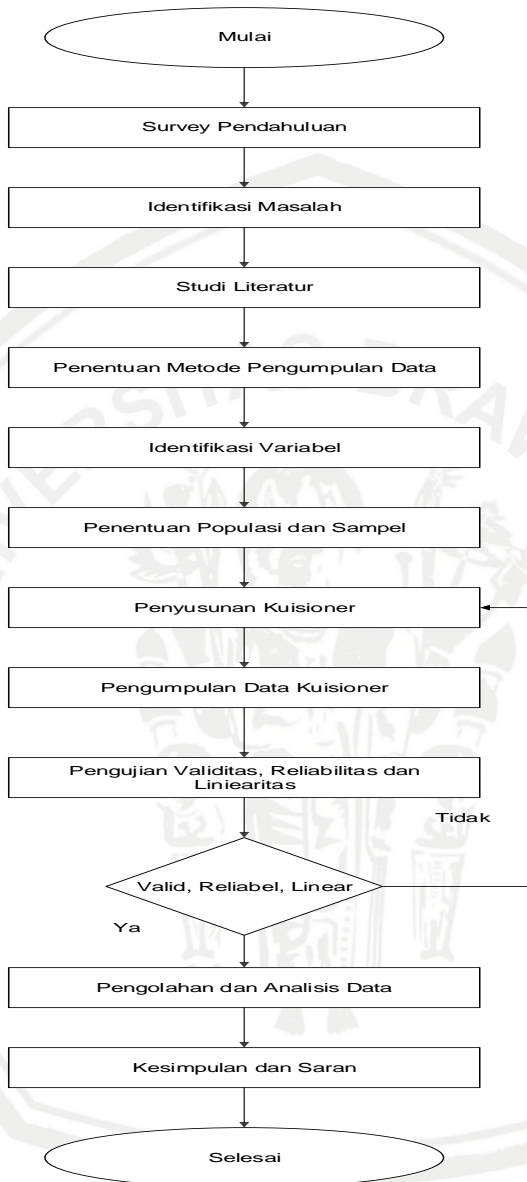 Mulai
Survey Pendahuluan
Identifikasi Masalah
Studi Literatur
Penentuan Metode Pengumpulan Data
Identifikasi Variabel
Penentuan Populasi dan Sampel
Penyusunan Kuisioner
Pengumpulan Data Kuisioner
Pengujian Validitas, Reliabilitas dan
Liniearitas
Tidak
Valid, Reliabel, Linear
Ya
Pengolahan dan Analisis Data
Kesimpulan dan Saran
Selesai